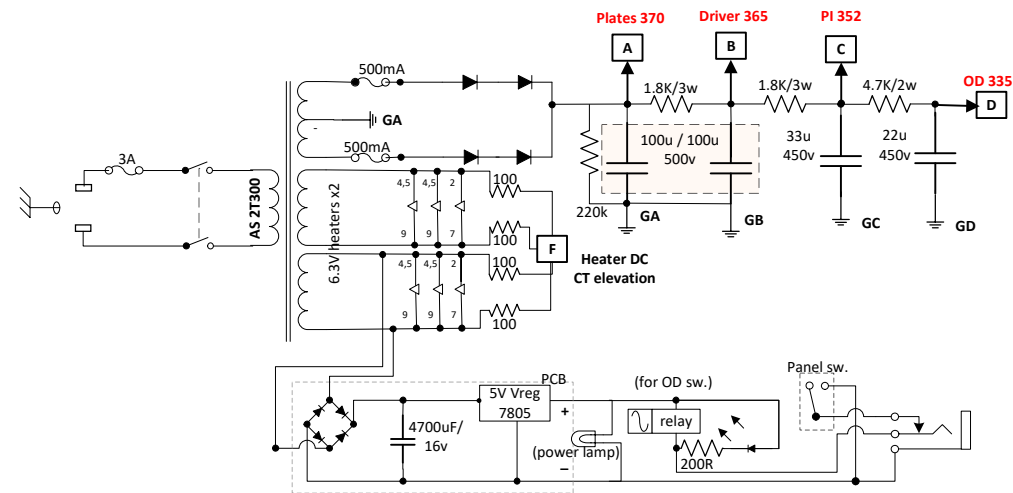 Plates 370
Driver 365
PI 352
A
B
C
500mA
1.8K/3w
1.8K/3w
4.7K/2w
OD 335
D
GA
-
3A
500mA
100u / 100u
500v
33u
450v
22u
450v
AS 2T300
6.3V heaters x2
4,5
4,5
2
100
220k
GA
GB
GC
GD
9
9
7
100
F
Heater DC
CT elevation
4,5
4,5
2
100
9
9
7
100
PCB
(for OD sw.)
Panel sw.
5V Vreg
7805
+
relay
4700uF/
16v
(power lamp)
200R
–